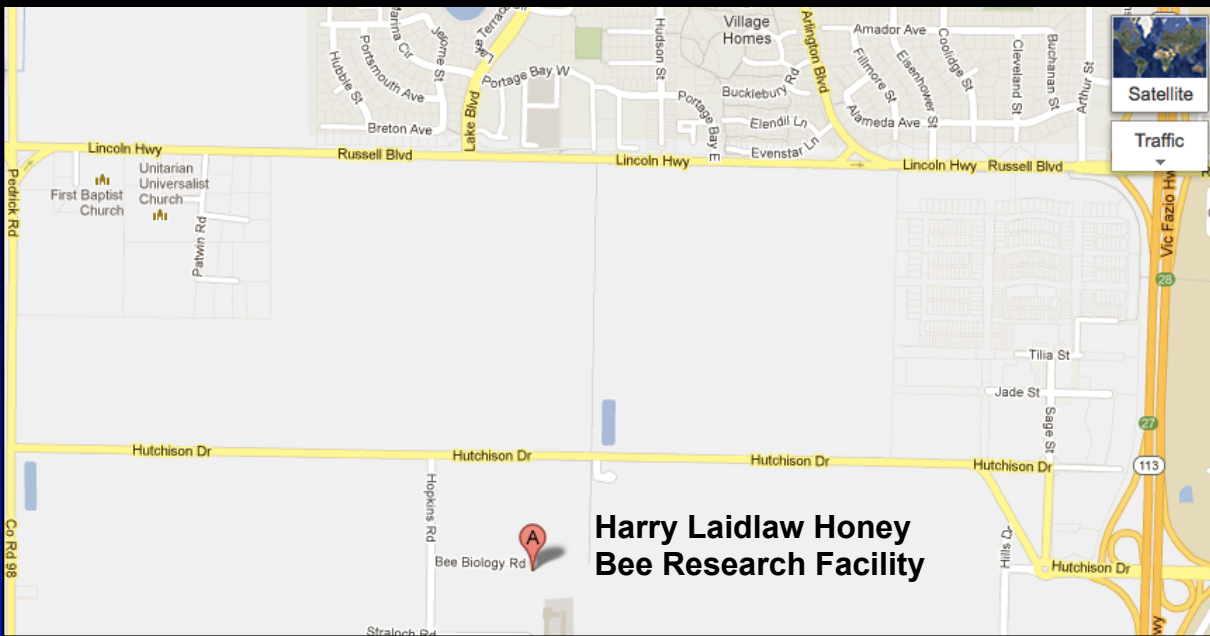 Marina Cir
Jerome St
Hubble St
Portsmouth Ave
Breton Ave
Lake Blvd
Portage Bay W
Hudson St
Village
Homes
Bucklebury Rd
Portage Bay E
Elendil Ln
Evenstar Ln
Arlington Blvd
Amador Ave
Fillmore St
Eisenhower St
Coolidge St
Cleveland St
Buchanan St
Arthur St
Alameda Ave
Satellite
Traffic
Lincoln Hwy
Russell Blvd
Lincoln Hwy
Lincoln Hwy
Russell Blvd
Pedrick Rd
First Baptist
Church
Unitarian
Universalist
Church
Patwin Rd
Vic Fazio Hwy
28
Tilia St
Jade St
Sage St
27
113
Hutchison Dr
Hutchison Dr
Hutchison Dr
Hutchison Dr
Hopkins Rd
Co Rd 98
A
Bee Biology Rd
Harry Laidlaw Honey
Bee Research Facility
Hills Dr
Hutchison Dr
Straloch Rd